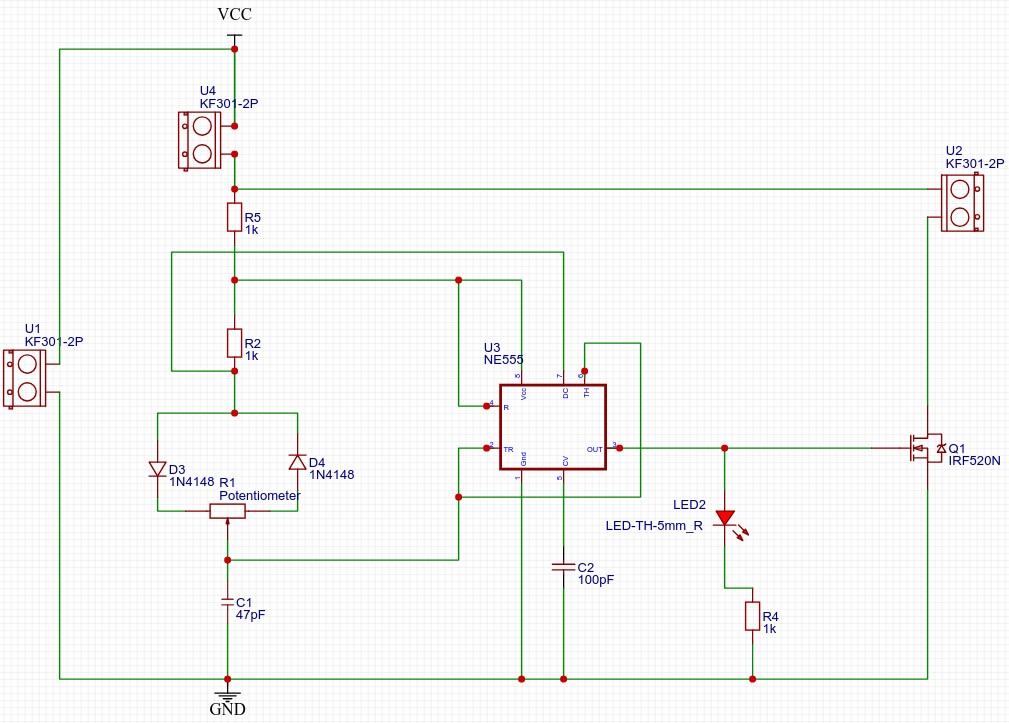 VCC
U4
KF301-2P
U2
KF301-2P
R5
1k
U1
KF301-2P
R2
1k
U3
NE555
8
7
6
Vcc
DC
TH
4
R
2
TR
OUT
3
Gnd
CV
1
5
Q1
IRF520N
D3
1N4148
D4
1N4148
R1
Potentiometer
LED2
LED-TH-5mm_R
C2
100pF
C1
47pF
R4
1k
GND